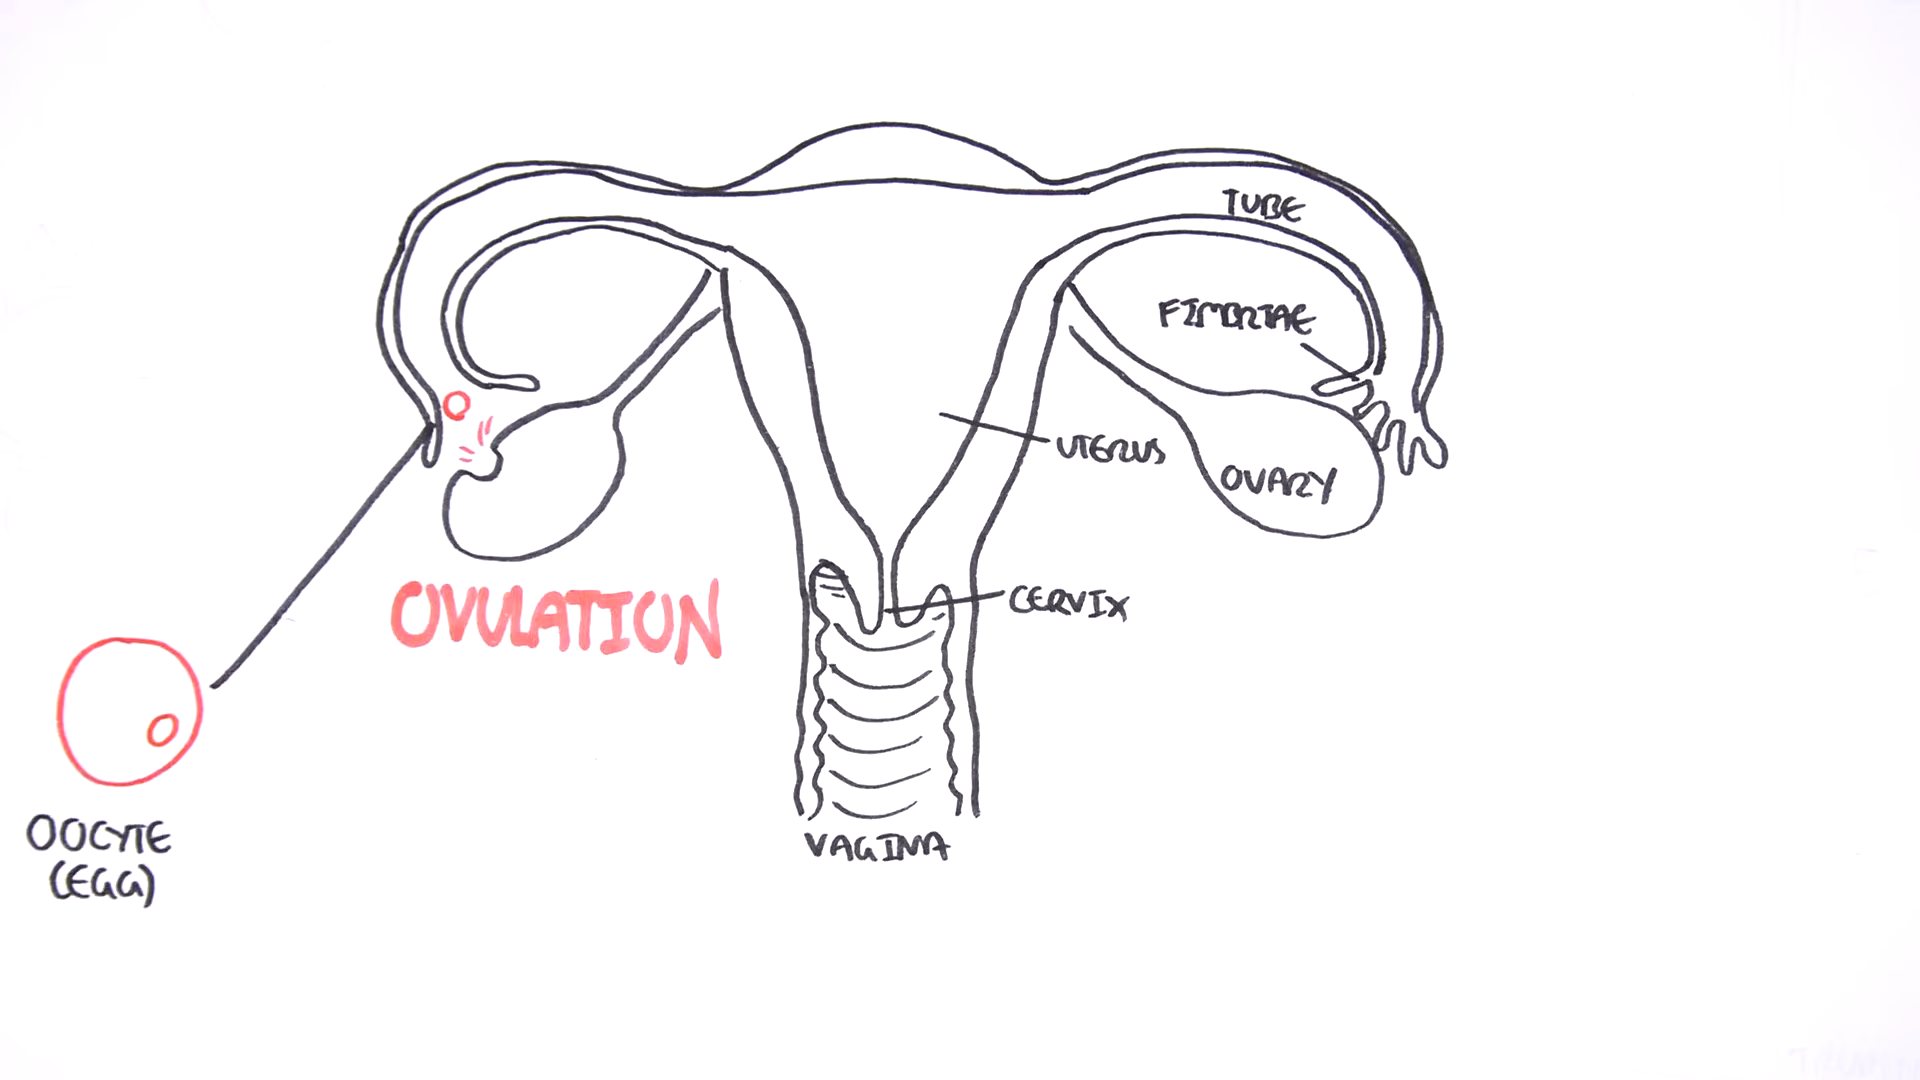 TUBE
FIMBRIAE
UTERUS
OVARY
OVULATION
CERVIX
OOCYTE
(EGG)
VAGINA